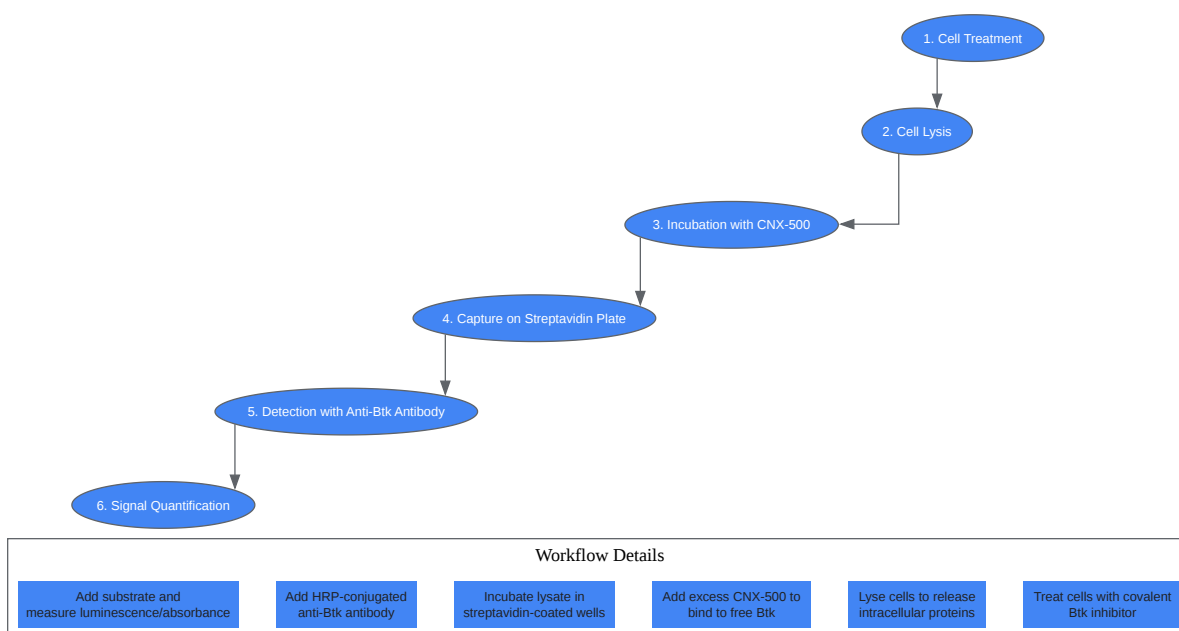 1. Cell Treatment
2. Cell Lysis
3. Incubation with CNX-500
4. Capture on Streptavidin Plate
5. Detection with Anti-Btk Antibody
6. Signal Quantification
Workflow Details
Add substrate and
measure luminescence/absorbance
Add HRP-conjugated
anti-Btk antibody
Incubate lysate in
streptavidin-coated wells
Add excess CNX-500 to
bind to free Btk
Lyse cells to release
intracellular proteins
Treat cells with covalent
Btk inhibitor